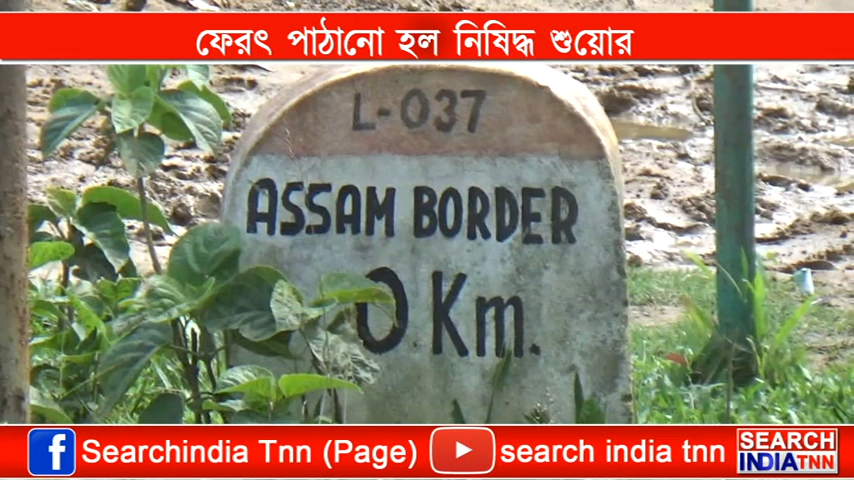 ফেরৎ পাঠানো হল নিষিদ্ধ শুয়োর
L-037
ASSAM BORDER
0 Km.
f Searchindia Tnn (Page) search india tnn
SEARCH
INDIATNN